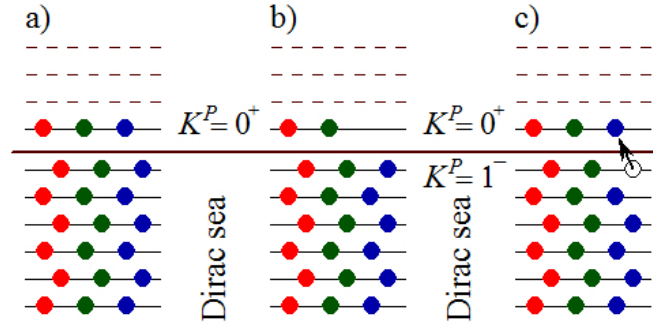 a)
b)
c)
K^P=0^+
K^P=0^+
K^P=1^-
Dirac sea
Dirac sea